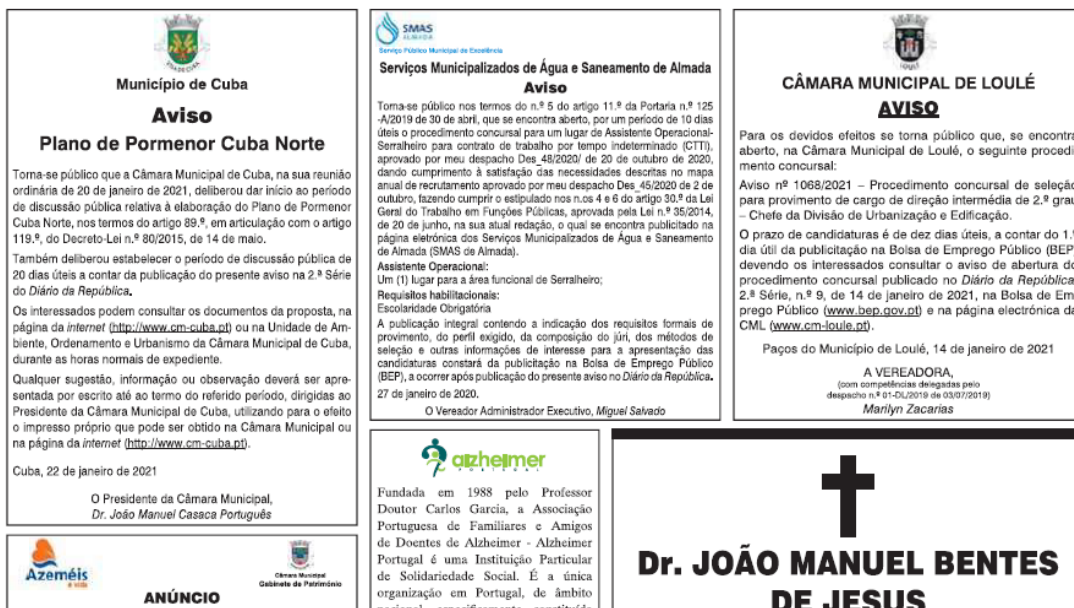 VILA DE CUBA
Município de Cuba
Aviso
Plano de Pormenor Cuba Norte
Torna-se público que a Câmara Municipal de Cuba, na sua reunião
ordinária de 20 de janeiro de 2021, deliberou dar início ao período
de discussão pública relativa à elaboração do Plano de Pormenor
Cuba Norte, nos termos do artigo 89.º, em articulação com o artigo
119.º, do Decreto-Lei n.º 80/2015, de 14 de maio.
Também deliberou estabelecer o período de discussão pública de
20 dias úteis a contar da publicação do presente aviso na 2.ª Série
do Diário da República.
Os interessados podem consultar os documentos da proposta, na
página da internet (http://www.cm-cuba.pt) ou na Unidade de Am-
biente, Ordenamento e Urbanismo da Câmara Municipal de Cuba,
durante as horas normais de expediente.
Qualquer sugestão, informação ou observação deverá ser apre-
sentada por escrito até ao termo do referido período, dirigidas ao
Presidente da Câmara Municipal de Cuba, utilizando para o efeito
o impresso próprio que pode ser obtido na Câmara Municipal ou
na página da internet (http://www.cm-cuba.pt).
Cuba, 22 de janeiro de 2021
O Presidente da Câmara Municipal,
Dr. João Manuel Casaca Português
Azeméis
é vida
Câmara Municipal
Gabinete de Património
ANÚNCIO
SMAS
ALMADA
Serviço Público Municipal de Excelência
Serviços Municipalizados de Água e Saneamento de Almada
Aviso
Torna-se público nos termos do n.º 5 do artigo 11.º da Portaria n.º 125
-A/2019 de 30 de abril, que se encontra aberto, por um período de 10 dias
úteis o procedimento concursal para um lugar de Assistente Operacional-
Serralheiro para contrato de trabalho por tempo indeterminado (CTTI),
aprovado por meu despacho Des_48/2020/ de 20 de outubro de 2020,
dando cumprimento à satisfação das necessidades descritas no mapa
anual de recrutamento aprovado por meu despacho Des_45/2020 de 2 de
outubro, fazendo cumprir o estipulado nos n.os 4 e 6 do artigo 30.º da Lei
Geral do Trabalho em Funções Públicas, aprovada pela Lei n.º 35/2014,
de 20 de junho, na sua atual redação, o qual se encontra publicitado na
página eletrónica dos Serviços Municipalizados de Água e Saneamento
de Almada (SMAS de Almada).
Assistente Operacional:
Um (1) lugar para a área funcional de Serralheiro;
Requisitos habilitacionais:
Escolaridade Obrigatória
A publicação integral contendo a indicação dos requisitos formais de
provimento, do perfil exigido, da composição do júri, dos métodos de
seleção e outras informações de interesse para a apresentação das
candidaturas constará da publicitação na Bolsa de Emprego Público
(BEP), a ocorrer após publicação do presente aviso no Diário da República.
27 de janeiro de 2020.
O Vereador Administrador Executivo, Miguel Salvado
alzheimer
PORTUGAL
Fundada em 1988 pelo Professor
Doutor Carlos Garcia, a Associação
Portuguesa de Familiares e Amigos
de Doentes de Alzheimer - Alzheimer
Portugal é uma Instituição Particular
de Solidariedade Social. É a única
organização em Portugal, de âmbito
nacional, especificamente constituída
LOULÉ
CÂMARA MUNICIPAL DE LOULÉ
AVISO
Para os devidos efeitos se torna público que, se encontra
aberto, na Câmara Municipal de Loulé, o seguinte procedi
mento concursal:
Aviso nº 1068/2021 – Procedimento concursal de seleção
para provimento de cargo de direção intermédia de 2.º grau
– Chefe da Divisão de Urbanização e Edificação.
O prazo de candidaturas é de dez dias úteis, a contar do 1.º
dia útil da publicitação na Bolsa de Emprego Público (BEP)
devendo os interessados consultar o aviso de abertura do
procedimento concursal publicado no Diário da República
2.ª Série, n.º 9, de 14 de janeiro de 2021, na Bolsa de Em
prego Público (www.bep.gov.pt) e na página electrónica da
CML (www.cm-loule.pt).
Paços do Município de Loulé, 14 de janeiro de 2021
A VEREADORA,
(com competências delegadas pelo
despacho n.º 01-DL/2019 de 03/07/2019)
Marilyn Zacarias
Dr. JOÃO MANUEL BENTES
DE JESUS